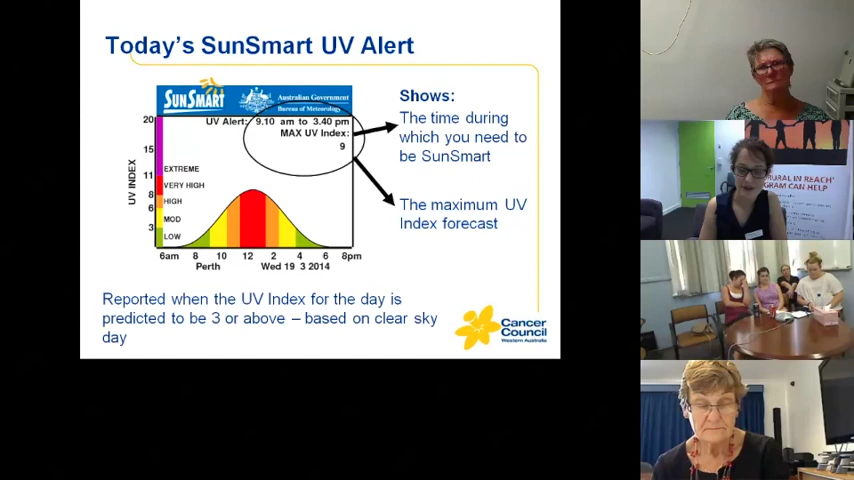 Today's SunSmart UV Alert
SUNSMART
Australian Government
Bureau of Meteorology
UV Alert: 9.10 am to 3.40 pm
MAX UV Index:
9
UV INDEX
20
15
11
8
6
3
EXTREME
VERY HIGH
HIGH
MOD
LOW
6am 8 10 12 2 4 6 8pm
Perth Wed 19 3 2014
Shows:
The time during
which you need to
be SunSmart
The maximum UV
Index forecast
Reported when the UV Index for the day is
predicted to be 3 or above – based on clear sky
day
Cancer
Council
Western Australia
RURAL IN REACH'
GRAM CAN HELP